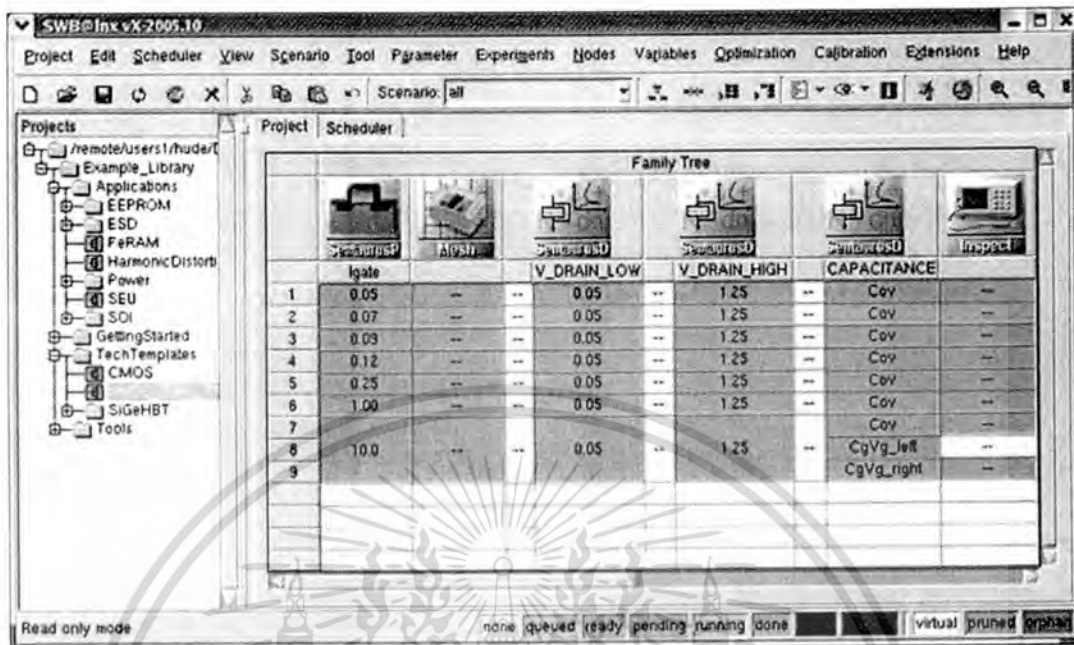 SWB@lnx vX-2005.10
Project Edit Scheduler View Scenario Tool Parameter Experiments Nodes Variables Optimization Calibration Extensions Help
Scenario: all
Projects
/remote/users1/hude/
Example_Library
Applications
EEPROM
ESD
FeRAM
HarmonicDistorti
Power
SEU
SOI
GettingStarted
TechTemplates
CMOS
SiGeHBT
Tools
Project Scheduler
Family Tree
SentaurusP Mesh SentaurusD SentaurusD SentaurusD Inspect
lgate V_DRAIN_LOW V_DRAIN_HIGH CAPACITANCE
1 0.05 -- -- 0.05 -- 1.25 -- Cov --
2 0.07 -- -- 0.05 -- 1.25 -- Cov --
3 0.09 -- -- 0.05 -- 1.25 -- Cov --
4 0.12 -- -- 0.05 -- 1.25 -- Cov --
5 0.25 -- -- 0.05 -- 1.25 -- Cov --
6 1.00 -- -- 0.05 -- 1.25 -- Cov --
7 Cov --
8 10.0 -- -- 0.05 -- 1.25 -- CgVg_left --
9 CgVg_right --
Read only mode
none queued ready pending running done virtual pruned orphan